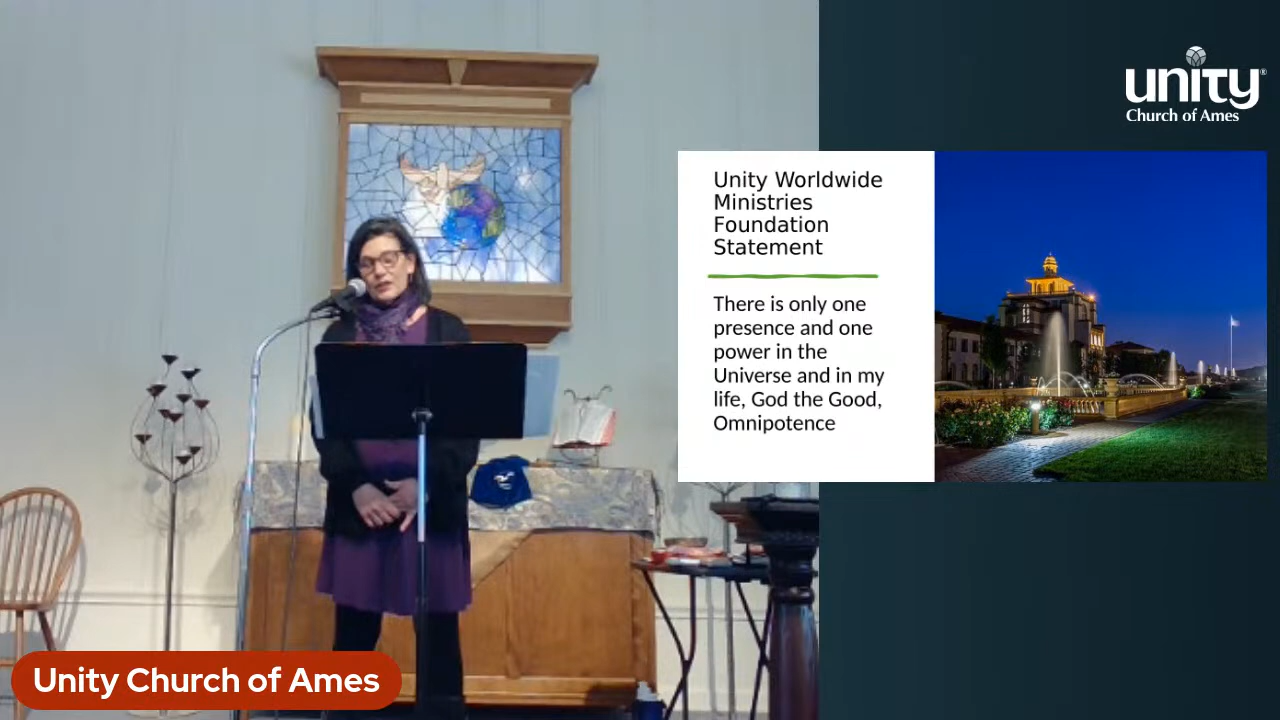 unity®
Church of Ames
Unity Worldwide
Ministries
Foundation
Statement
There is only one
presence and one
power in the
Universe and in my
life, God the Good,
Omnipotence
Unity Church of Ames